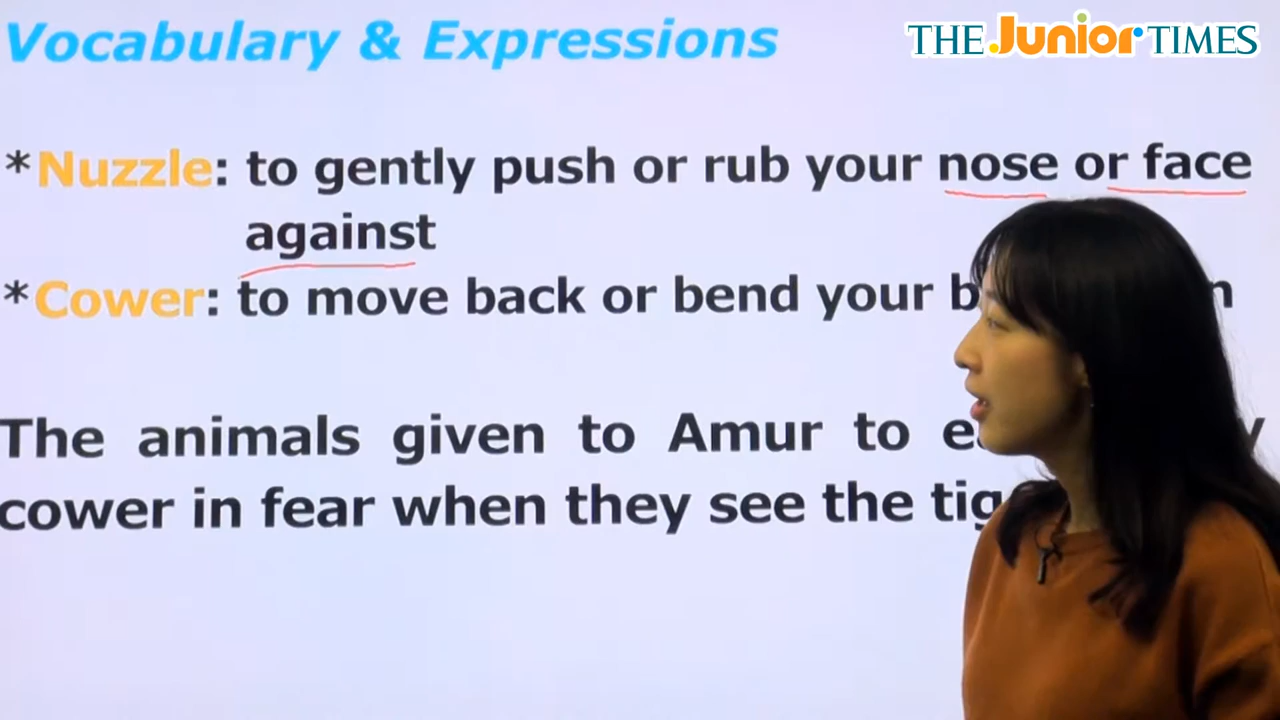 Vocabulary & Expressions
THE Junior TIMES
*Nuzzle: to gently push or rub your nose or face
against
*Cower: to move back or bend your
The animals given to Amur to
cower in fear when they see the